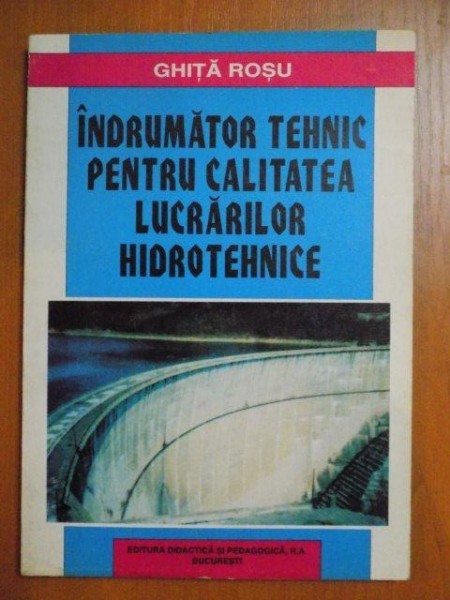 GHIȚĂ ROȘU
ÎNDRUMĂTOR TEHNIC
PENTRU CALITATEA
LUCRĂRILOR
HIDROTEHNICE
EDITURA DIDACTICĂ ȘI PEDAGOGICĂ, R.A.
BUCUREȘTI